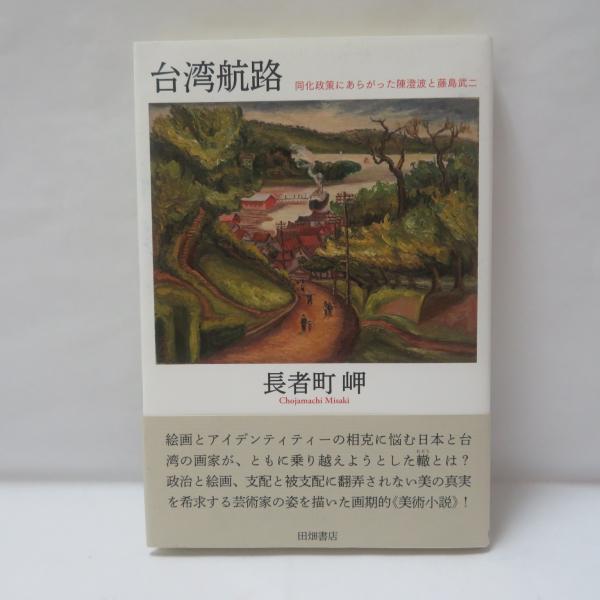 台湾航路
同化政策にあらがった陳澄波と藤島武二
長者町 岬
Chojamachi Misaki
絵画とアイデンティティーの相克に悩む日本と台
湾の画家が、ともに乗り越えようとした轍とは？
政治と絵画、支配と被支配に翻弄されない美の真実
を希求する芸術家の姿を描いた画期的《美術小説》！
田畑書店